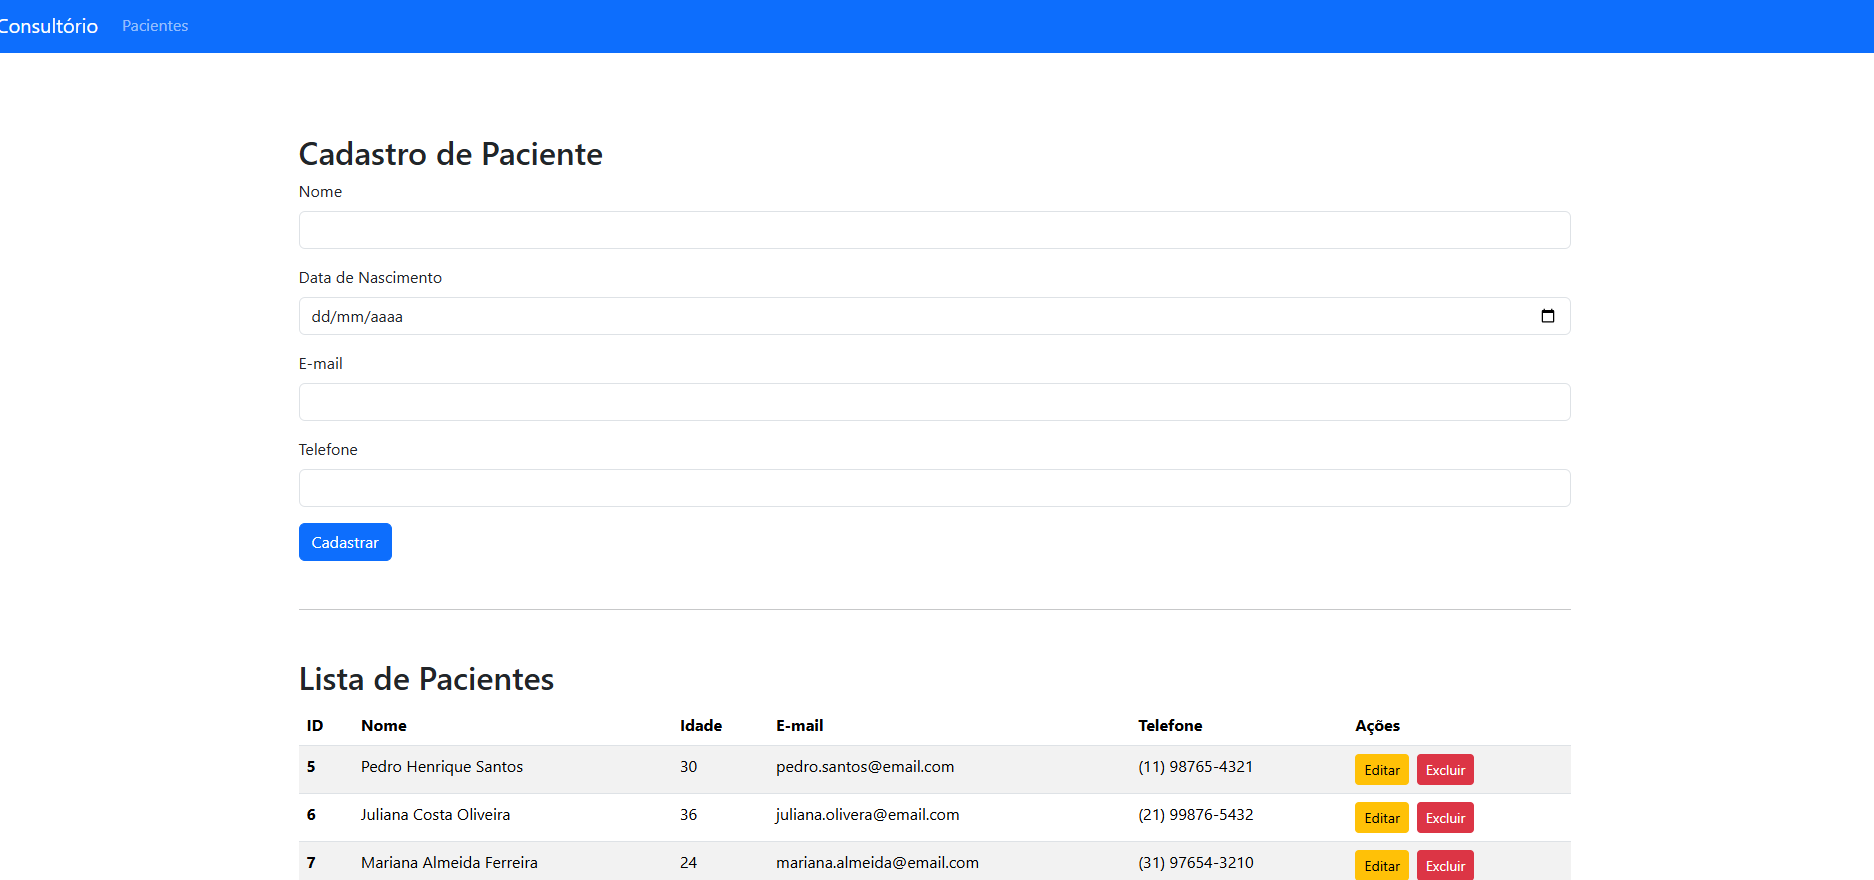 Consultório Pacientes
Cadastro de Paciente
Nome
Data de Nascimento
dd/mm/aaaa
E-mail
Telefone
Cadastrar
Lista de Pacientes
ID Nome Idade E-mail Telefone Ações
5 Pedro Henrique Santos 30 pedro.santos@email.com (11) 98765-4321 Editar Excluir
6 Juliana Costa Oliveira 36 juliana.olivera@email.com (21) 99876-5432 Editar Excluir
7 Mariana Almeida Ferreira 24 mariana.almeida@email.com (31) 97654-3210 Editar Excluir